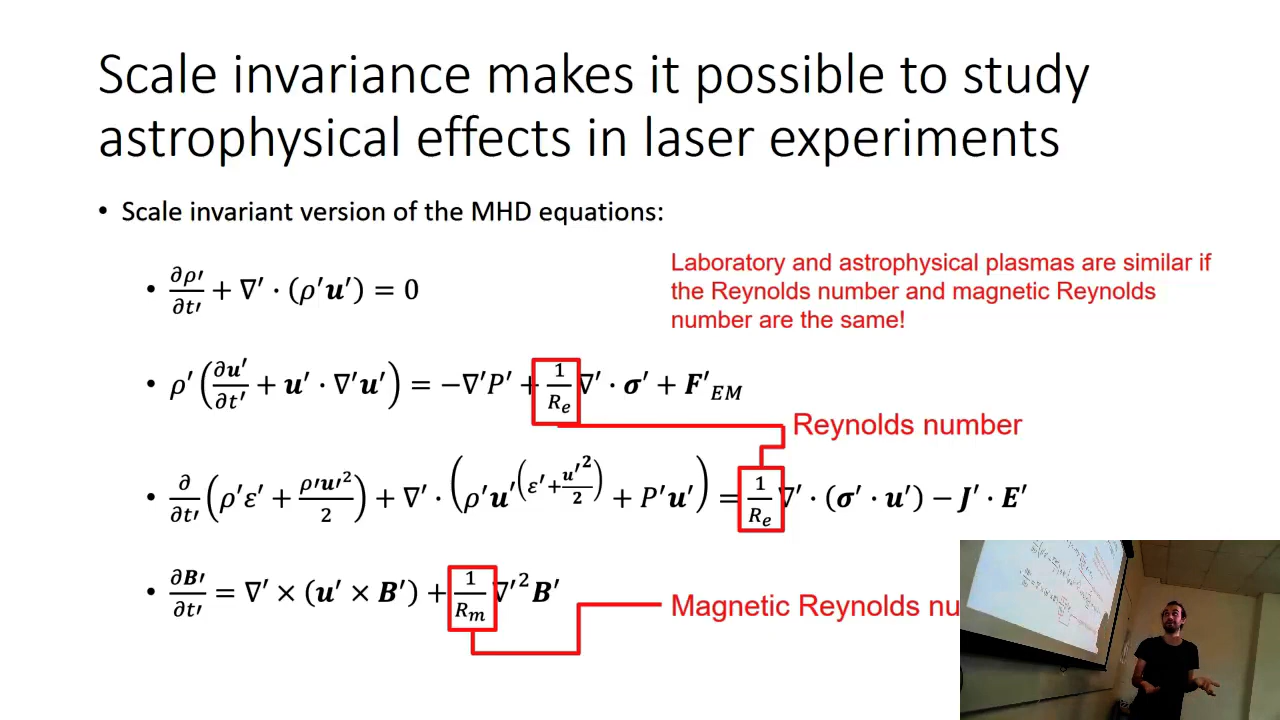 Scale invariance makes it possible to study
astrophysical effects in laser experiments
• Scale invariant version of the MHD equations:
• ∂ρ′/∂t′ + ∇′ · (ρ′𝒖′) = 0
Laboratory and astrophysical plasmas are similar if
the Reynolds number and magnetic Reynolds
number are the same!
• ρ′(∂𝒖′/∂t′ + 𝒖′ · ∇′𝒖′) = −∇′P′ + 1/Rₑ ∇′ · 𝝈′ + 𝑭′_EM
Reynolds number
• ∂/∂t′ (ρ′ε′ + ρ′𝒖′²/2) + ∇′ · (ρ′𝒖′^(ε′+𝒖′²/2) + P′𝒖′) = 1/Rₑ ∇′ · (𝝈′ · 𝒖′) − 𝑱′ · 𝑬′
• ∂𝑩′/∂t′ = ∇′ × (𝒖′ × 𝑩′) + 1/Rₘ ∇′²𝑩′
Magnetic Reynolds nu